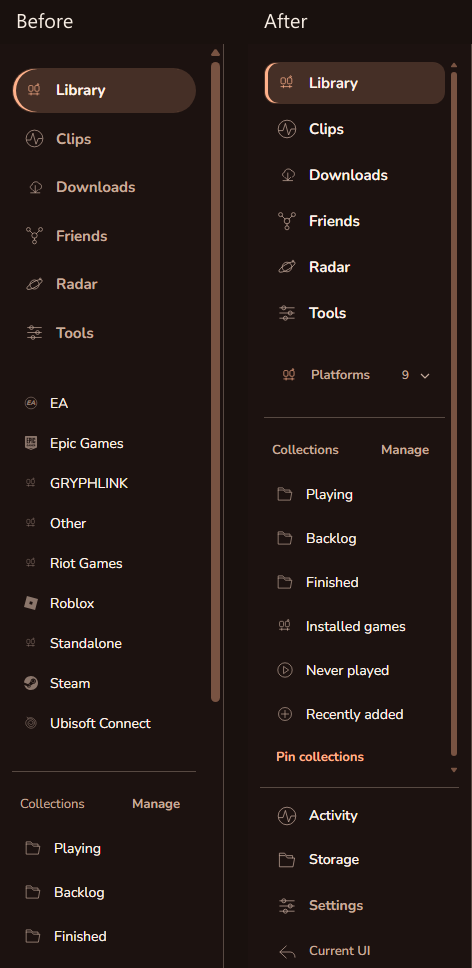 Before
Library
Clips
Downloads
Friends
Radar
Tools
EA
EA
Epic Games
GRYPHLINK
Other
Riot Games
Roblox
Standalone
Steam
Ubisoft Connect
Collections Manage
Playing
Backlog
Finished
After
Library
Clips
Downloads
Friends
Radar
Tools
Platforms 9
Collections Manage
Playing
Backlog
Finished
Installed games
Never played
Recently added
Pin collections
Activity
Storage
Settings
Current UI